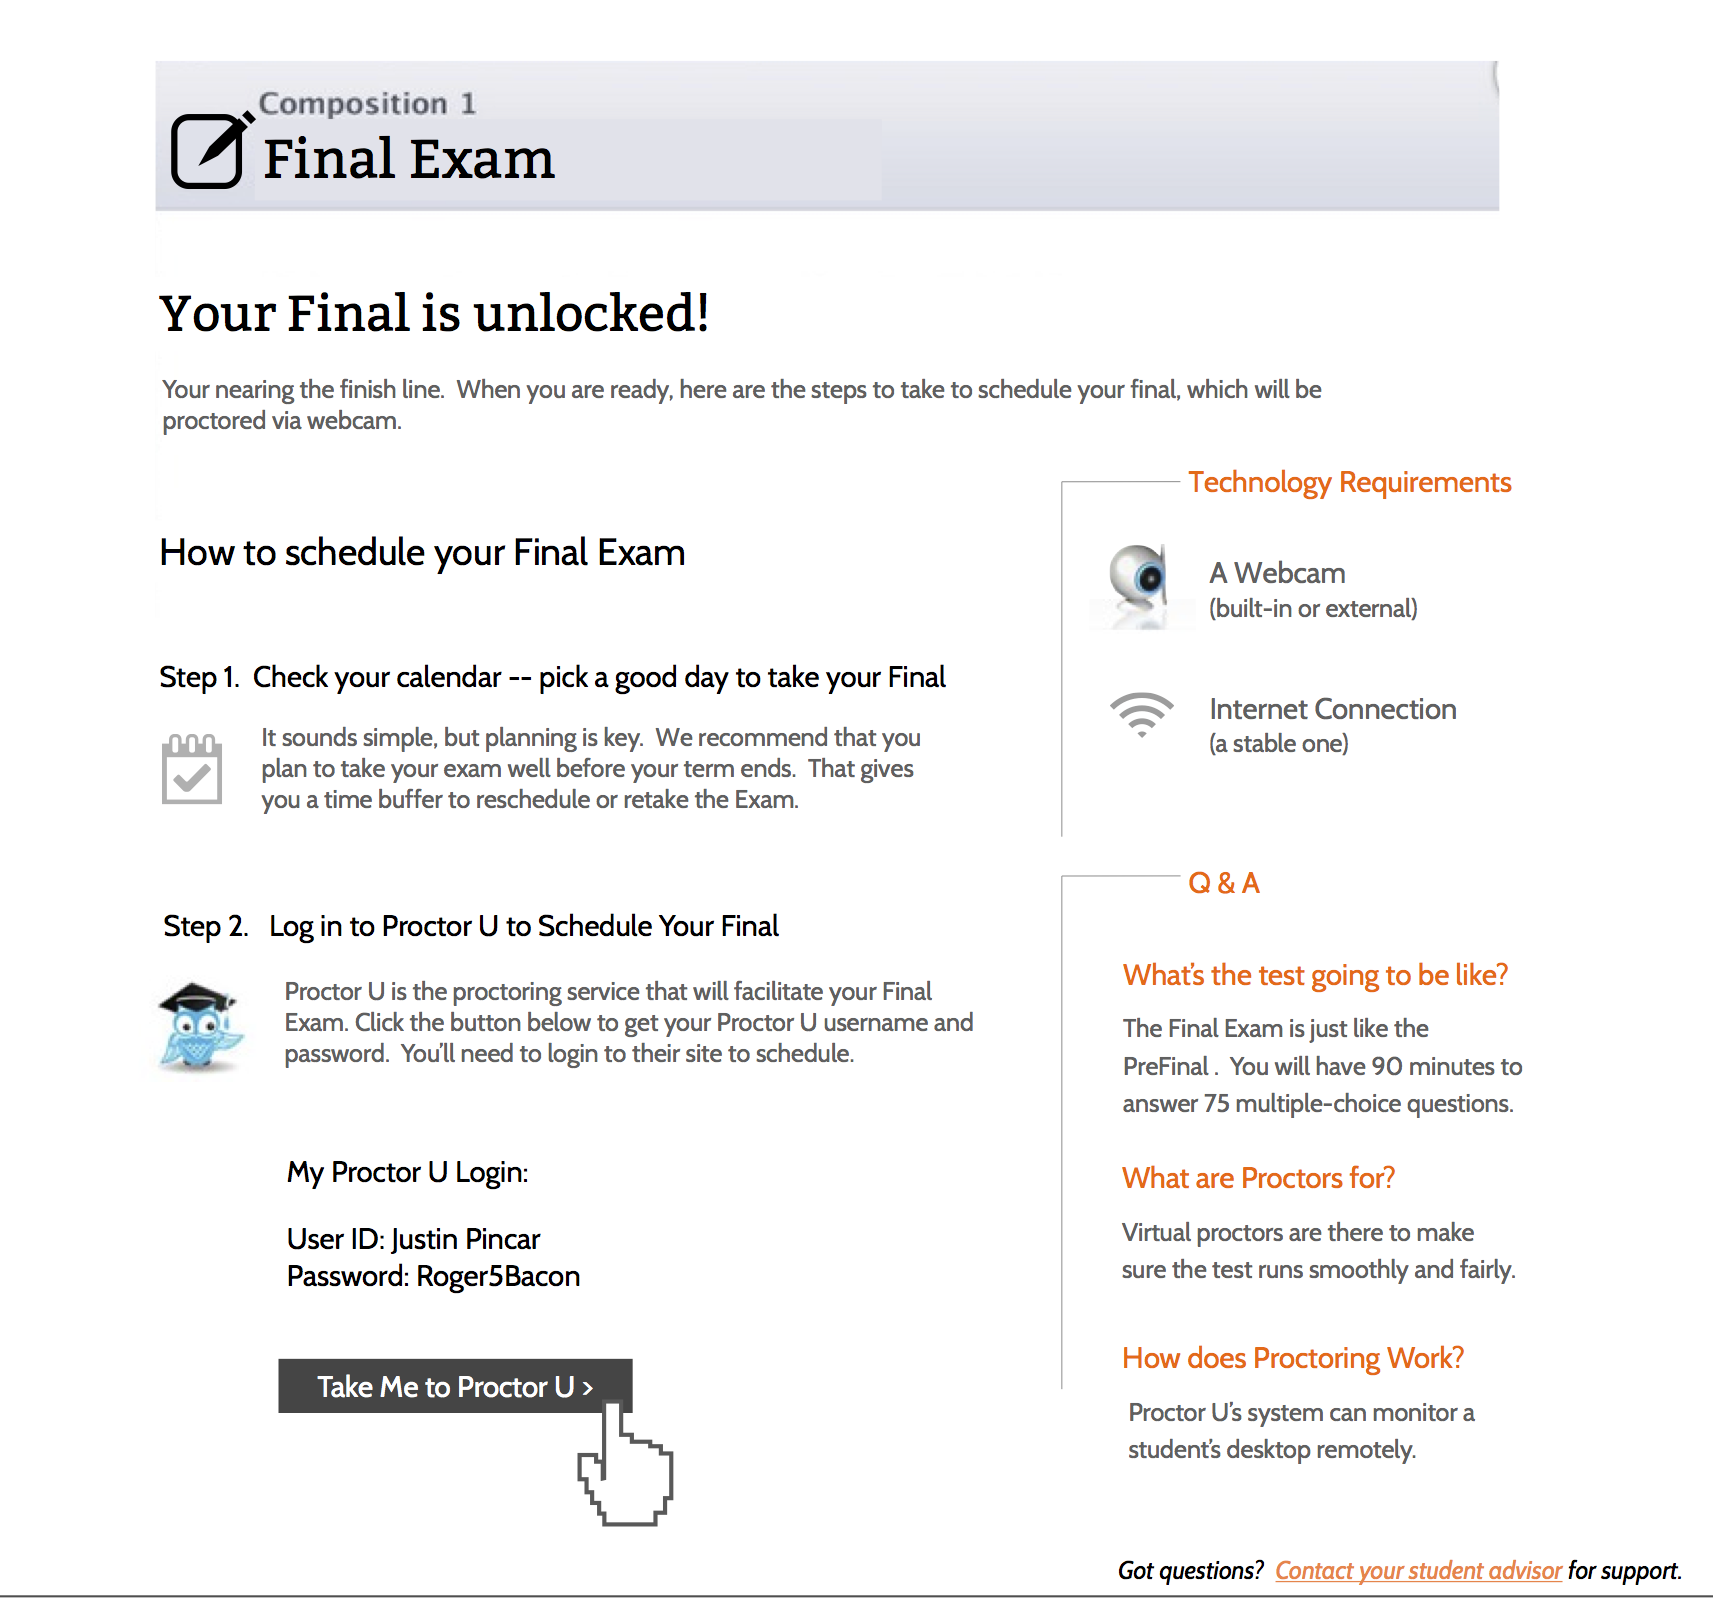 Composition 1
Final Exam
Your Final is unlocked!
Your nearing the finish line.  When you are ready, here are the steps to take to schedule your final, which will be
proctored via webcam.
How to schedule your Final Exam
Step 1.  Check your calendar -- pick a good day to take your Final
It sounds simple, but planning is key.  We recommend that you
plan to take your exam well before your term ends.  That gives
you a time buffer to reschedule or retake the Exam.
Step 2.   Log in to Proctor U to Schedule Your Final
Proctor U is the proctoring service that will facilitate your Final
Exam. Click the button below to get your Proctor U username and
password.  You'll need to login to their site to schedule.
My Proctor U Login:
User ID: Justin Pincar
Password: Roger5Bacon
Take Me to Proctor U >
Technology Requirements
A Webcam
(built-in or external)
Internet Connection
(a stable one)
Q & A
What's the test going to be like?
The Final Exam is just like the
PreFinal .  You will have 90 minutes to
answer 75 multiple-choice questions.
What are Proctors for?
Virtual proctors are there to make
sure the test runs smoothly and fairly.
How does Proctoring Work?
Proctor U's system can monitor a
student's desktop remotely.
Got questions?  Contact your student advisor for support.